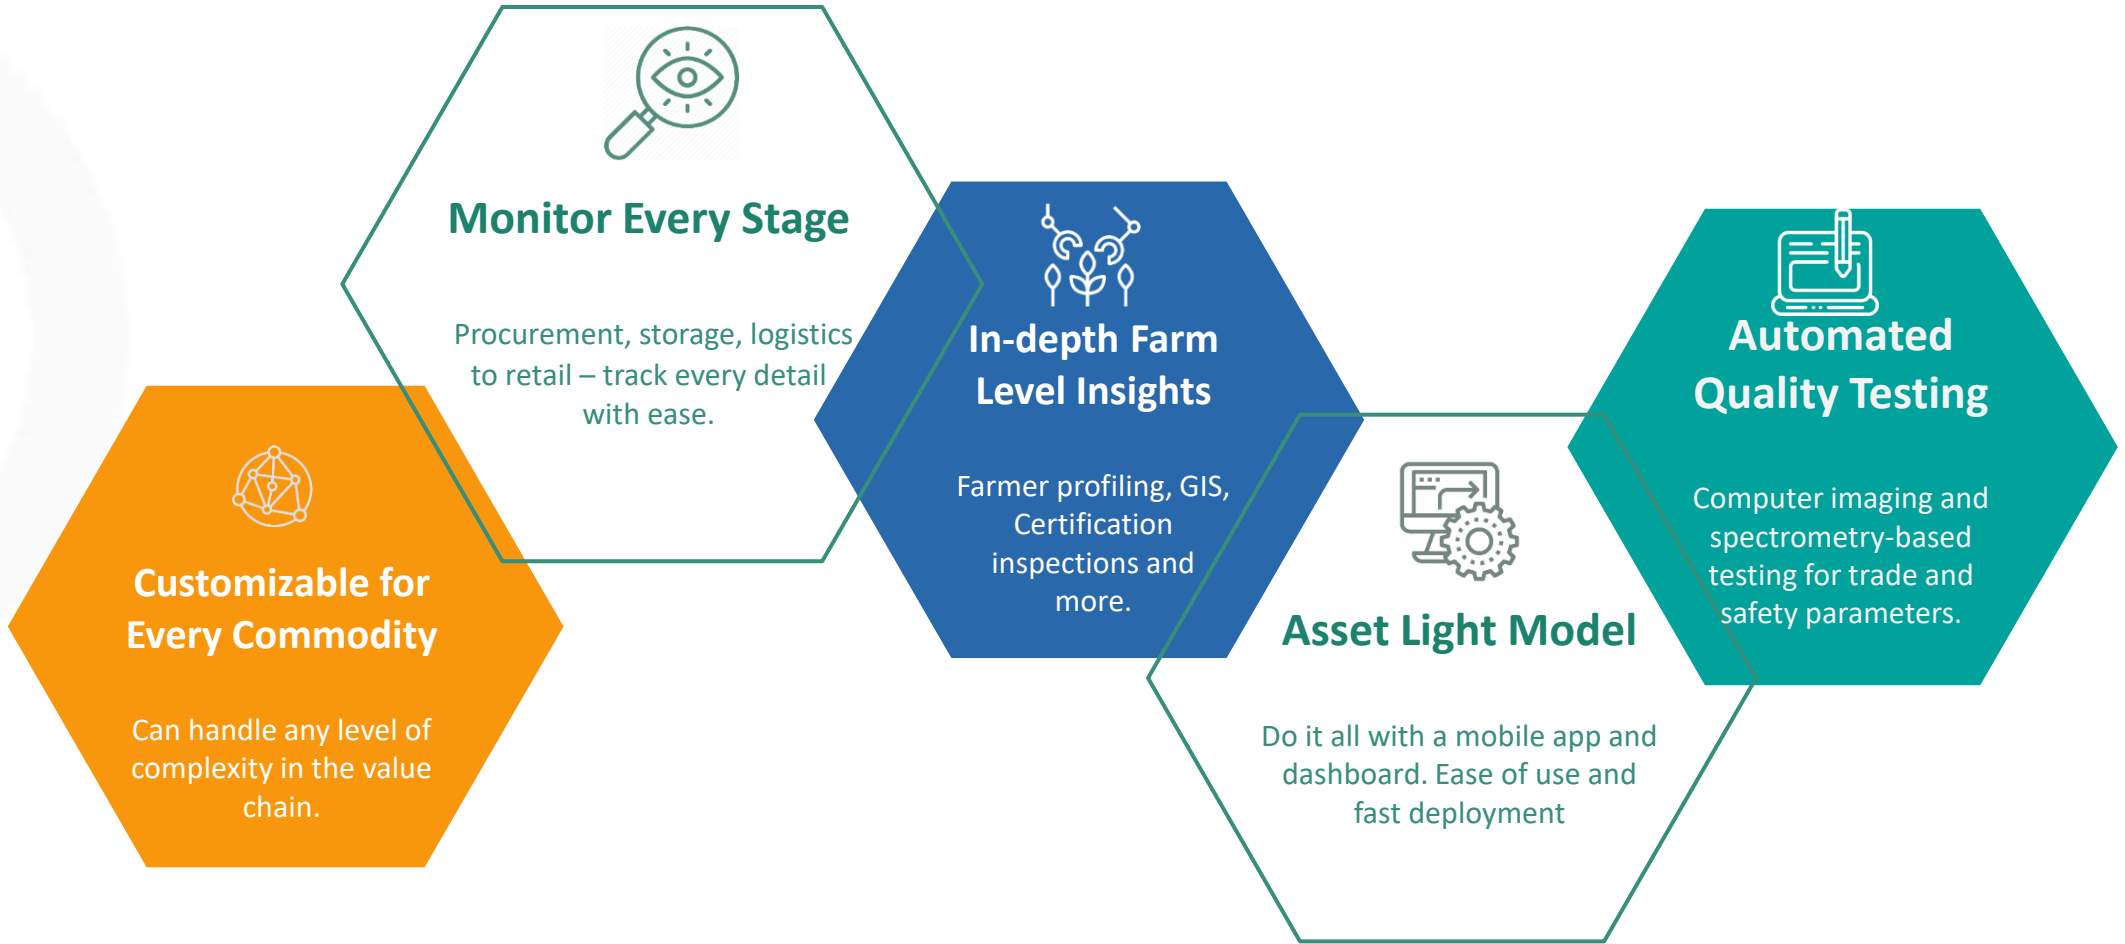 Monitor Every Stage
Procurement, storage, logistics
to retail – track every detail
with ease.
Customizable for
Every Commodity
Can handle any level of
complexity in the value
chain.
In-depth Farm
Level Insights
Farmer profiling, GIS,
Certification
inspections and
more.
Asset Light Model
Do it all with a mobile app and
dashboard. Ease of use and
fast deployment
Automated
Quality Testing
Computer imaging and
spectrometry-based
testing for trade and
safety parameters.